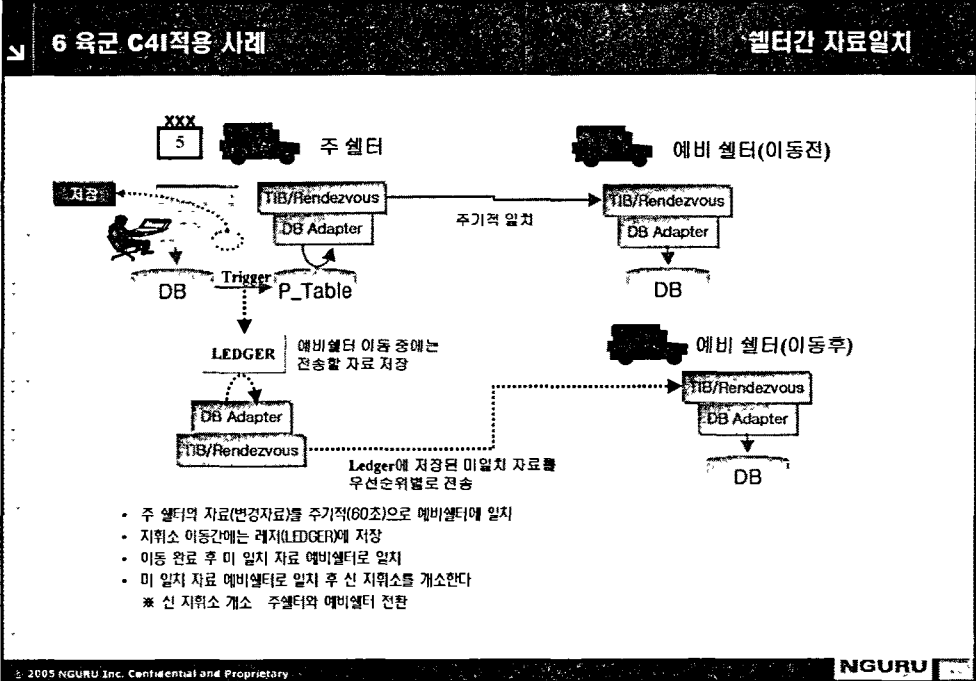 6 육군 C4I적용 사례
쉘터간 자료일치
XXX
5
주 쉘터
예비 쉘터(이동전)
저장
TIB/Rendezvous
DB Adapter
주기적 일치
TIB/Rendezvous
DB Adapter
DB
Trigger
P_Table
DB
LEDGER
예비쉘터 이동 중에는
전송할 자료 저장
예비 쉘터(이동후)
TIB/Rendezvous
DB Adapter
DB
DB Adapter
TIB/Rendezvous
Ledger에 저장된 미일치 자료를
우선순위별로 전송
• 주 쉘터의 자료(변경자료)를 주기적(60초)으로 예비쉘터에 일치
• 지휘소 이동간에는 레저(LEDGER)에 저장
• 이동 완료 후 미 일치 자료 예비쉘터로 일치
• 미 일치 자료 예비쉘터로 일치 후 신 지휘소를 개소한다
※ 신 지휘소 개소 주쉘터와 예비쉘터 전환
2005 NGURU Inc. Confidential and Proprietary
NGURU